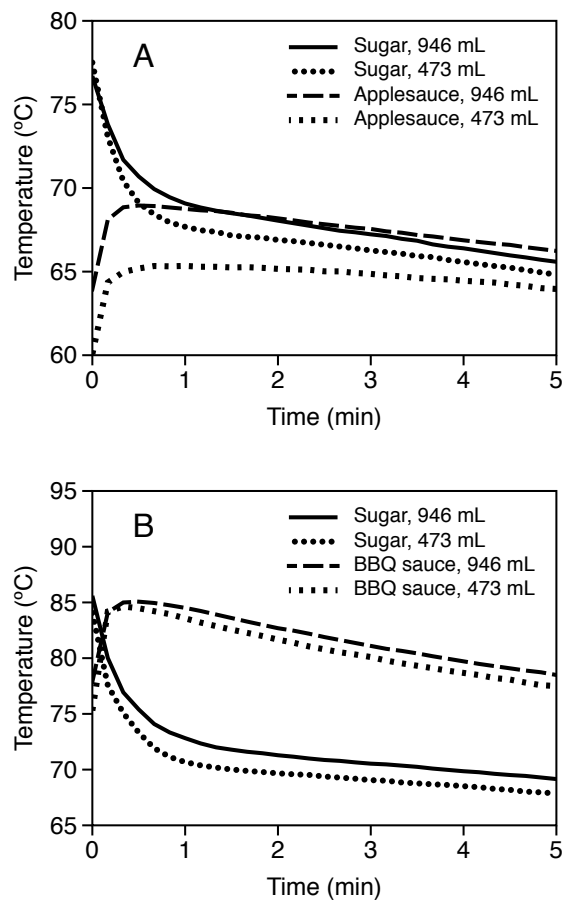 80
75
70
65
60
Temperature (ºC)
A
Sugar, 946 mL
Sugar, 473 mL
Applesauce, 946 mL
Applesauce, 473 mL
0 1 2 3 4 5
Time (min)
95
90
85
80
75
70
65
Temperature (ºC)
B
Sugar, 946 mL
Sugar, 473 mL
BBQ sauce, 946 mL
BBQ sauce, 473 mL
0 1 2 3 4 5
Time (min)